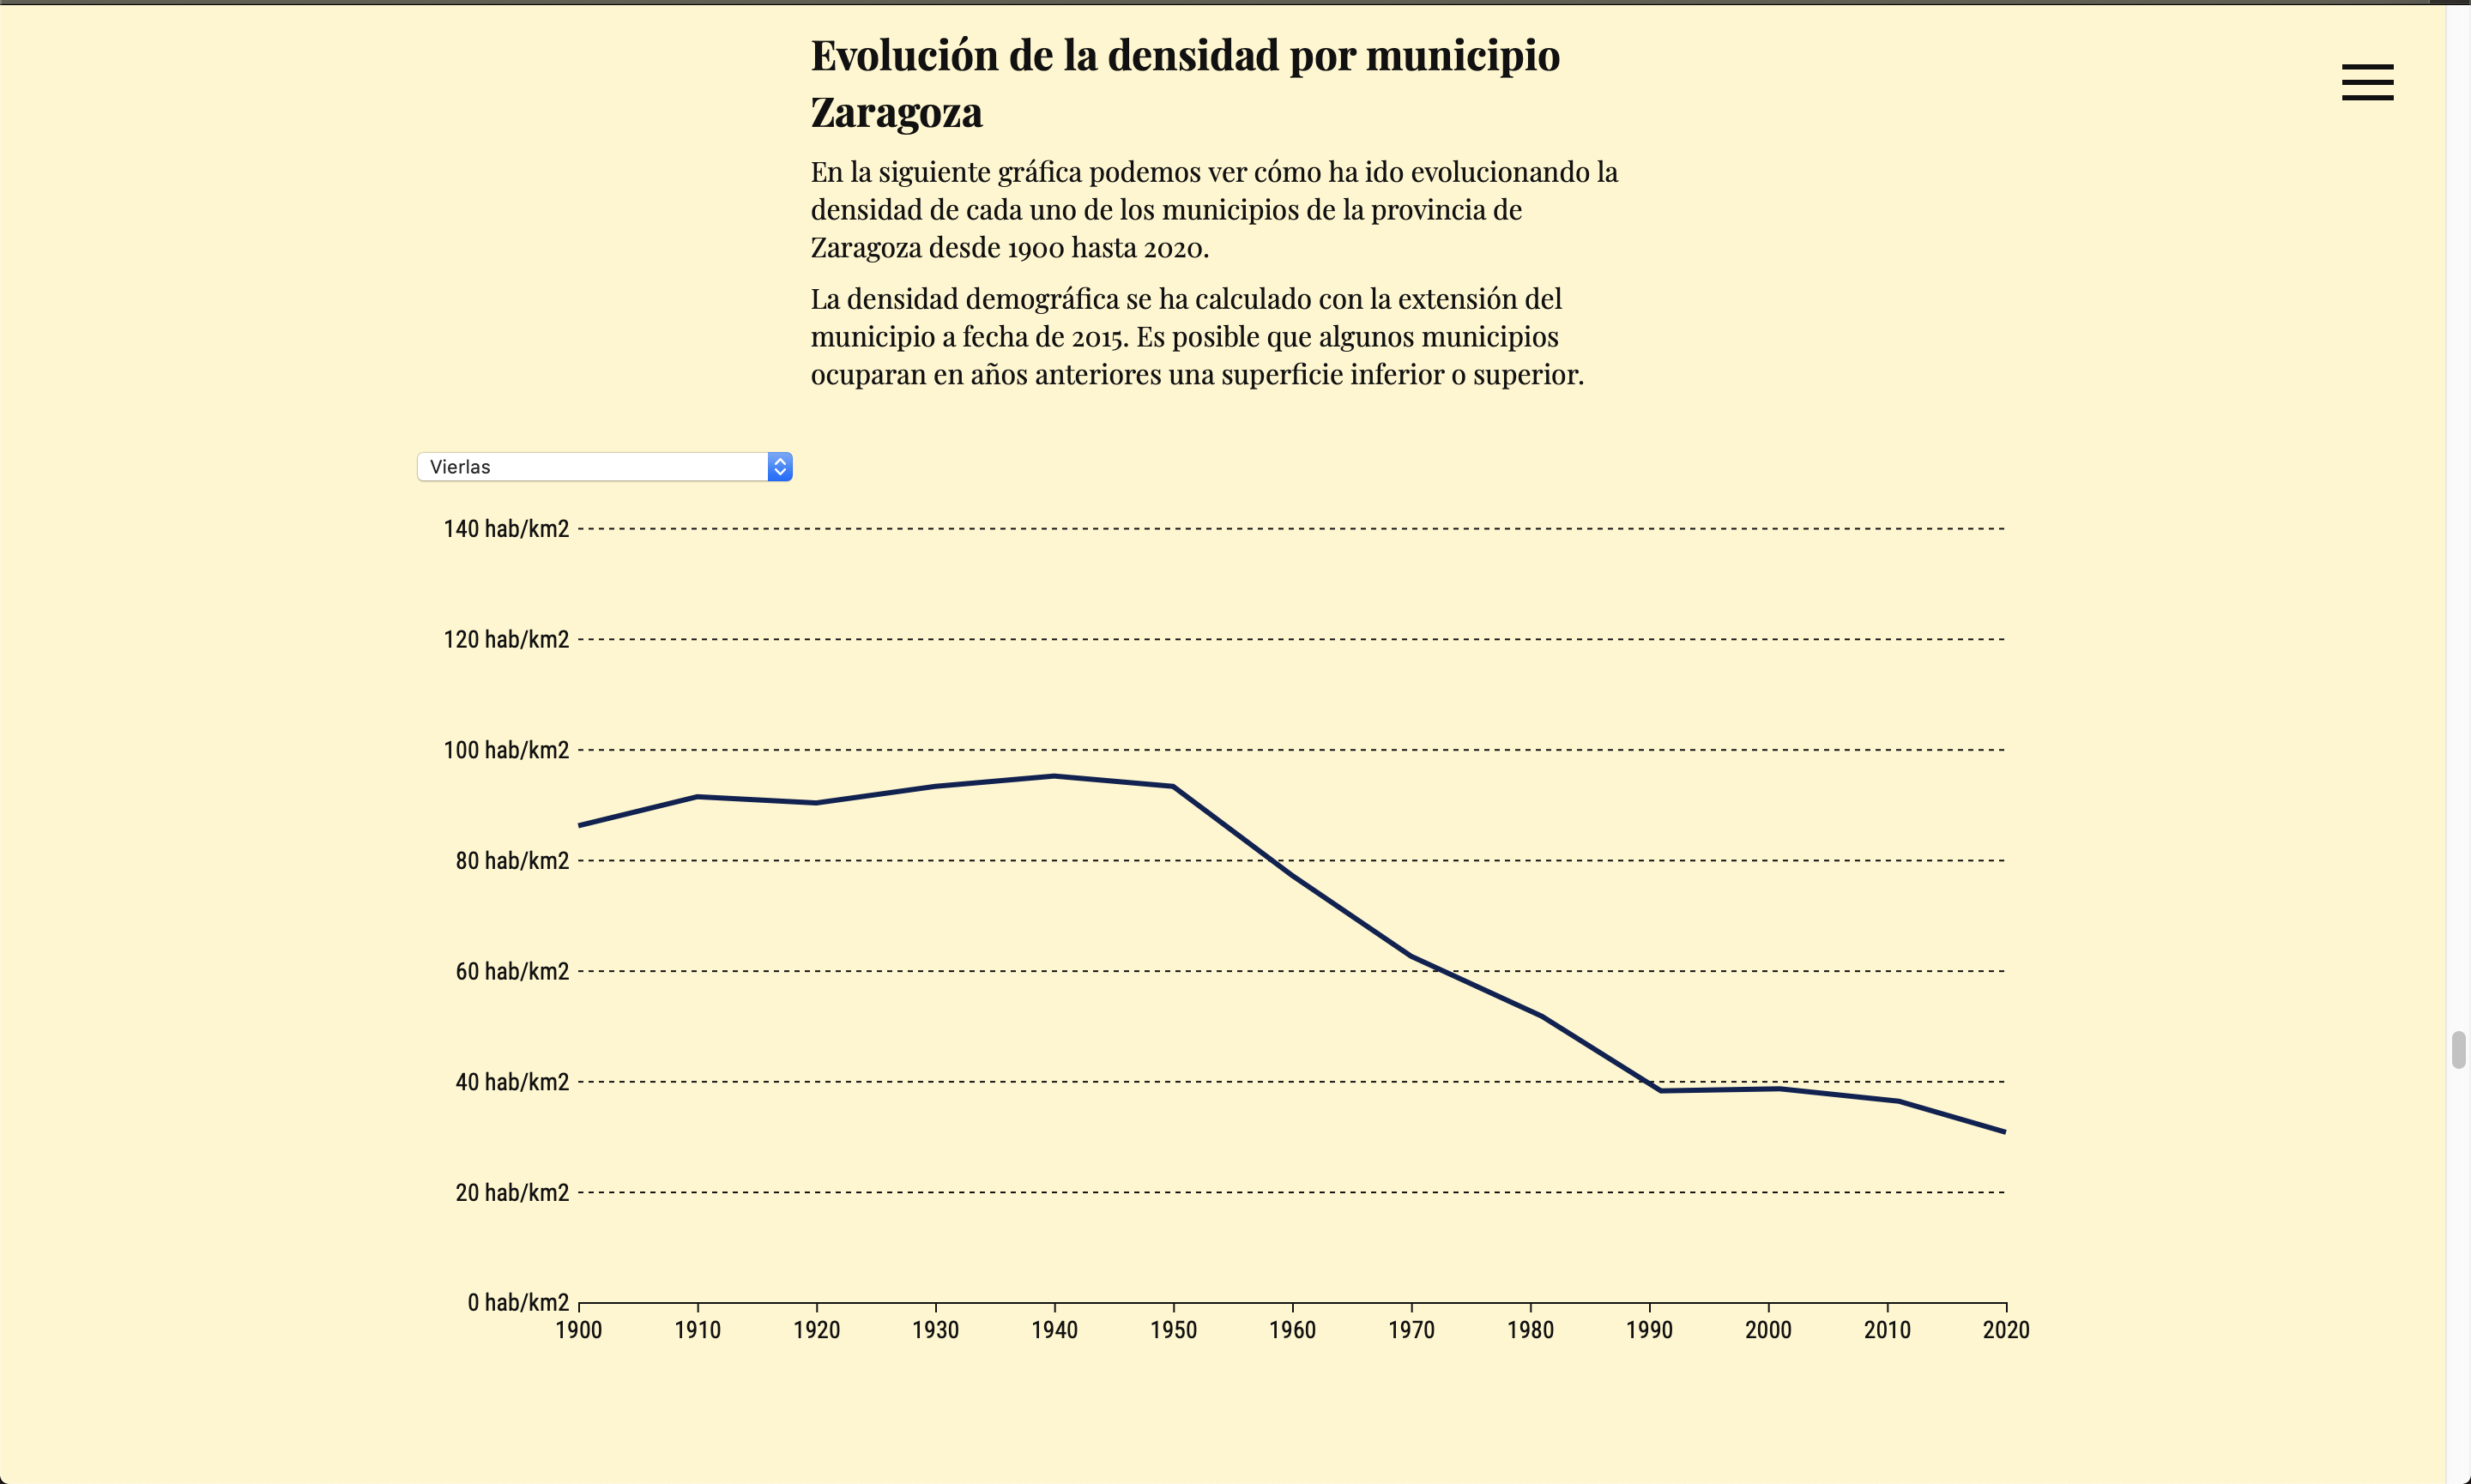 Evolución de la densidad por municipio
Zaragoza
En la siguiente gráfica podemos ver cómo ha ido evolucionando la
densidad de cada uno de los municipios de la provincia de
Zaragoza desde 1900 hasta 2020.
La densidad demográfica se ha calculado con la extensión del
municipio a fecha de 2015. Es posible que algunos municipios
ocuparan en años anteriores una superficie inferior o superior.
Vierlas
140 hab/km2
120 hab/km2
100 hab/km2
80 hab/km2
60 hab/km2
40 hab/km2
20 hab/km2
0 hab/km2
1900 1910 1920 1930 1940 1950 1960 1970 1980 1990 2000 2010 2020